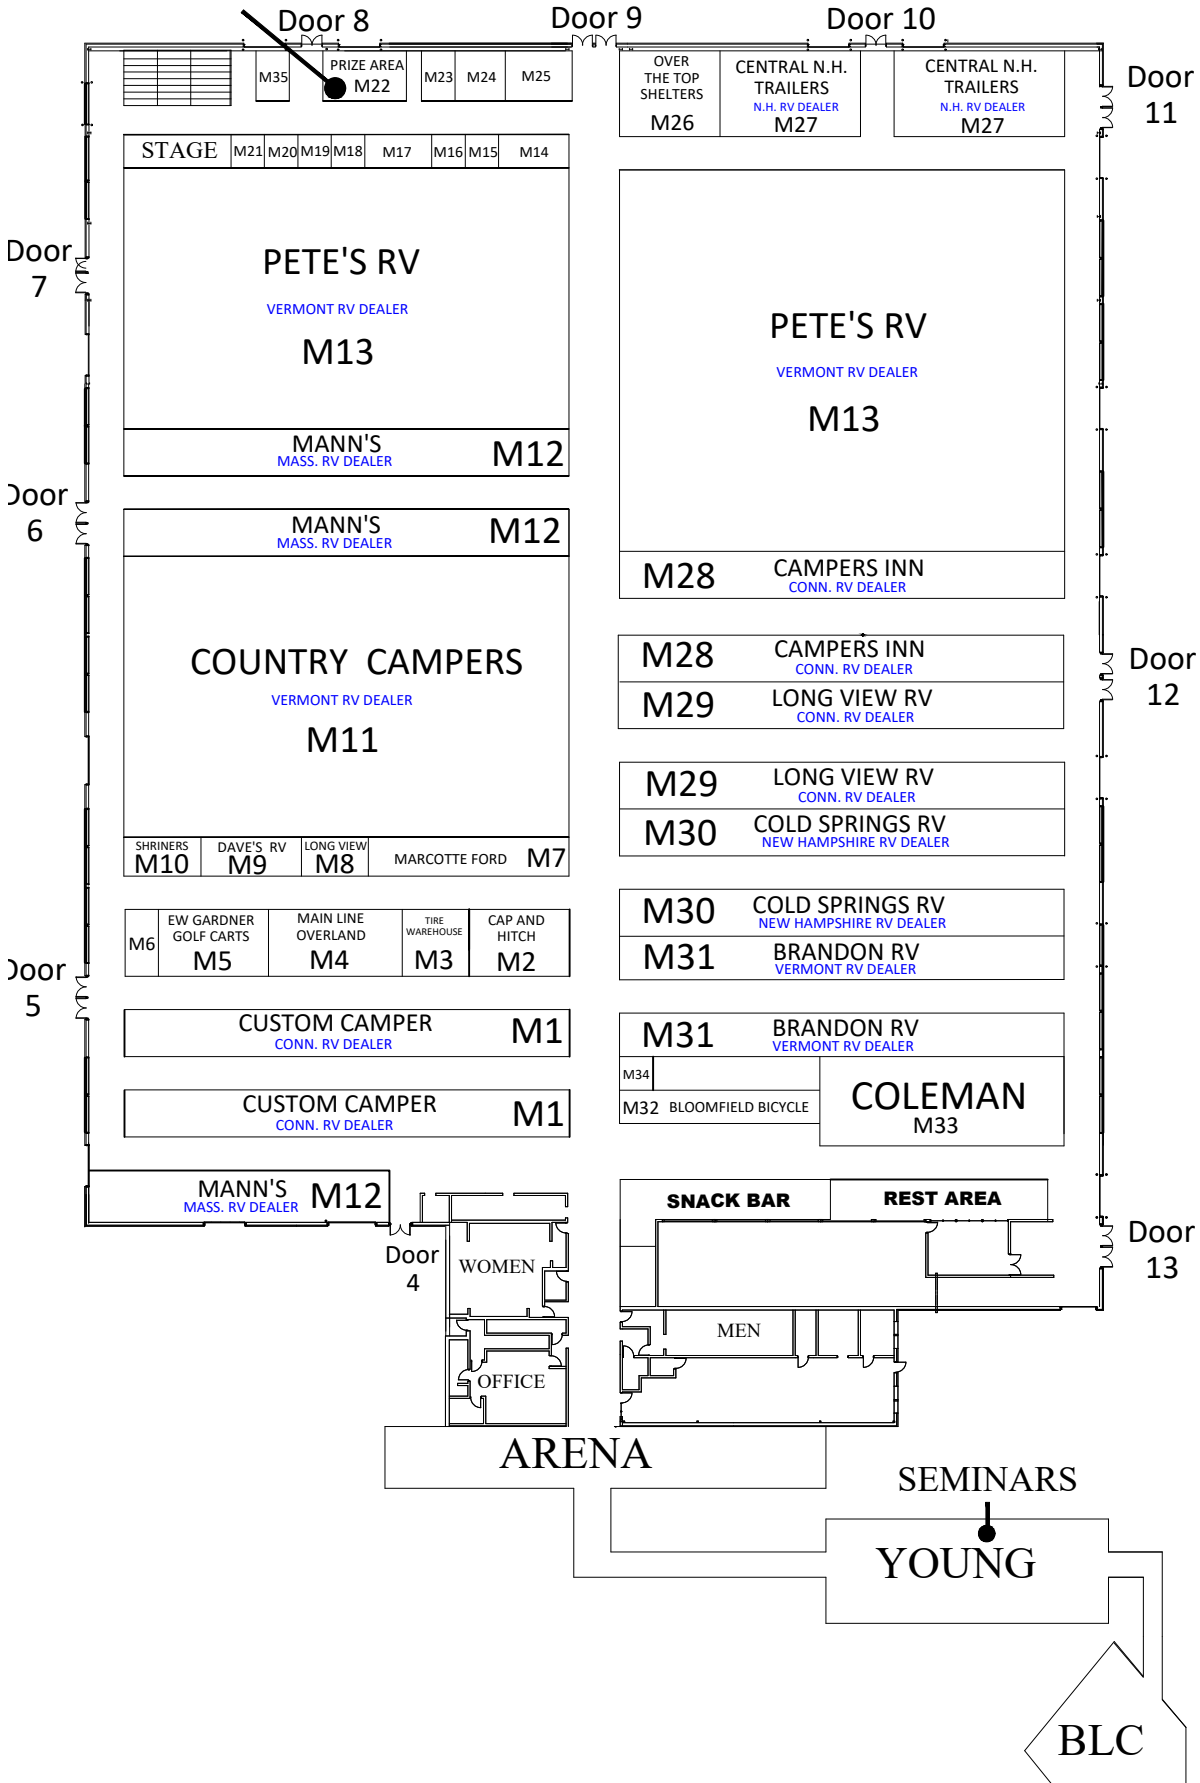 Door 8
Door 9
Door 10
Door
11
M35
PRIZE AREA
M22
M23
M24
M25
OVER
THE TOP
SHELTERS
M26
CENTRAL N.H.
TRAILERS
N.H. RV DEALER
M27
CENTRAL N.H.
TRAILERS
N.H. RV DEALER
M27
STAGE
M21
M20
M19
M18
M17
M16
M15
M14
Door
7
PETE'S RV
VERMONT RV DEALER
M13
PETE'S RV
VERMONT RV DEALER
M13
MANN'S
MASS. RV DEALER
M12
Door
6
MANN'S
MASS. RV DEALER
M12
M28
CAMPERS INN
CONN. RV DEALER
COUNTRY CAMPERS
VERMONT RV DEALER
M11
M28
CAMPERS INN
CONN. RV DEALER
M29
LONG VIEW RV
CONN. RV DEALER
Door
12
M29
LONG VIEW RV
CONN. RV DEALER
M30
COLD SPRINGS RV
NEW HAMPSHIRE RV DEALER
SHRINERS
M10
DAVE'S RV
M9
LONG VIEW
M8
MARCOTTE FORD M7
M30
COLD SPRINGS RV
NEW HAMPSHIRE RV DEALER
M31
BRANDON RV
VERMONT RV DEALER
M6
EW GARDNER
GOLF CARTS
M5
MAIN LINE
OVERLAND
M4
TIRE
WAREHOUSE
M3
CAP AND
HITCH
M2
Door
5
CUSTOM CAMPER
CONN. RV DEALER
M1
M31
BRANDON RV
VERMONT RV DEALER
M34
M32 BLOOMFIELD BICYCLE
COLEMAN
M33
CUSTOM CAMPER
CONN. RV DEALER
M1
MANN'S
MASS. RV DEALER
M12
SNACK BAR
REST AREA
Door
4
WOMEN
Door
13
MEN
OFFICE
ARENA
SEMINARS
YOUNG
BLC